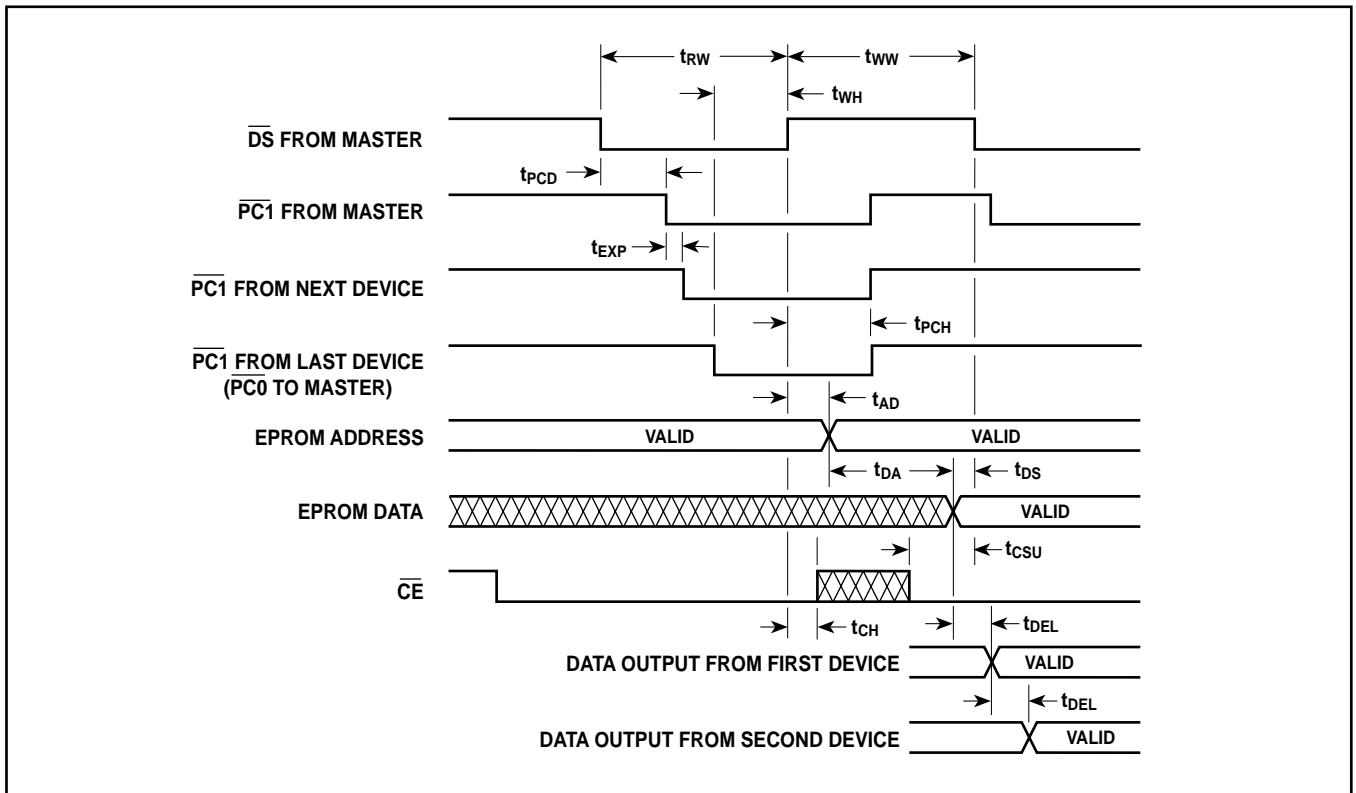 tRW
tWW
tWH
DS FROM MASTER
tPCD
PC1 FROM MASTER
tEXP
PC1 FROM NEXT DEVICE
tPCH
PC1 FROM LAST DEVICE
(PC0 TO MASTER)
tAD
EPROM ADDRESS
VALID
VALID
tDA
tDS
EPROM DATA
VALID
tCSU
CE
tCH
tDEL
DATA OUTPUT FROM FIRST DEVICE
VALID
tDEL
DATA OUTPUT FROM SECOND DEVICE
VALID